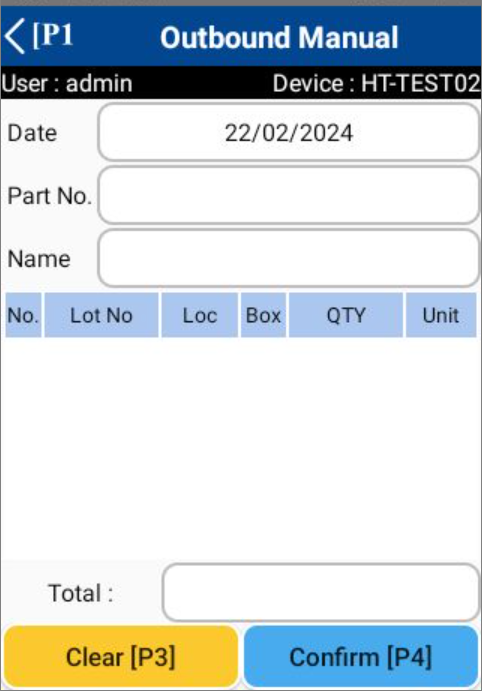 [P1 Outbound Manual
User : admin Device : HT-TEST02
Date 22/02/2024
Part No.
Name
No. Lot No Loc Box QTY Unit
Total :
Clear [P3] Confirm [P4]